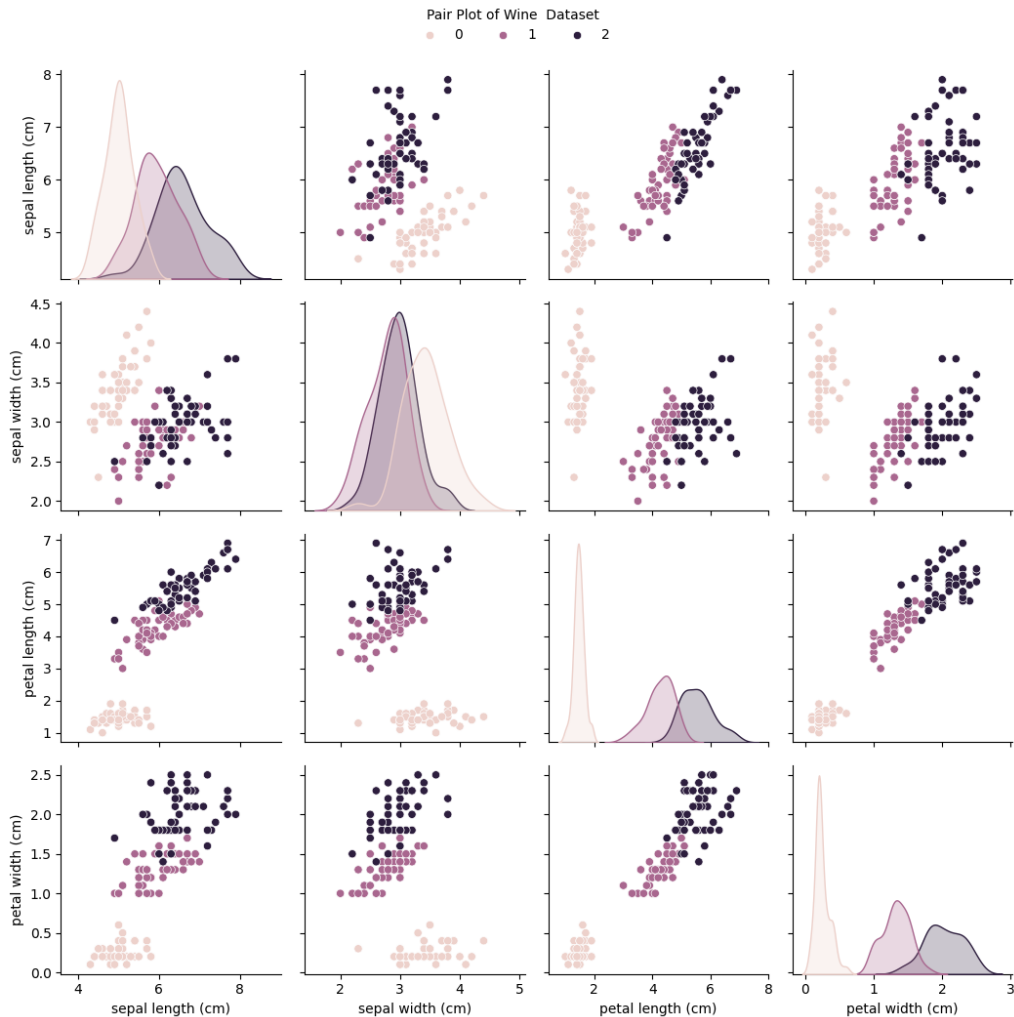 Pair Plot of Wine  Dataset
0 1 2
8
7
6
5
sepal length (cm)
4.5
4.0
3.5
3.0
2.5
2.0
sepal width (cm)
7
6
5
4
3
2
1
petal length (cm)
2.5
2.0
1.5
1.0
0.5
0.0
petal width (cm)
4 6 8 2 3 4 5 2 4 6 8 0 1 2 3
sepal length (cm) sepal width (cm) petal length (cm) petal width (cm)